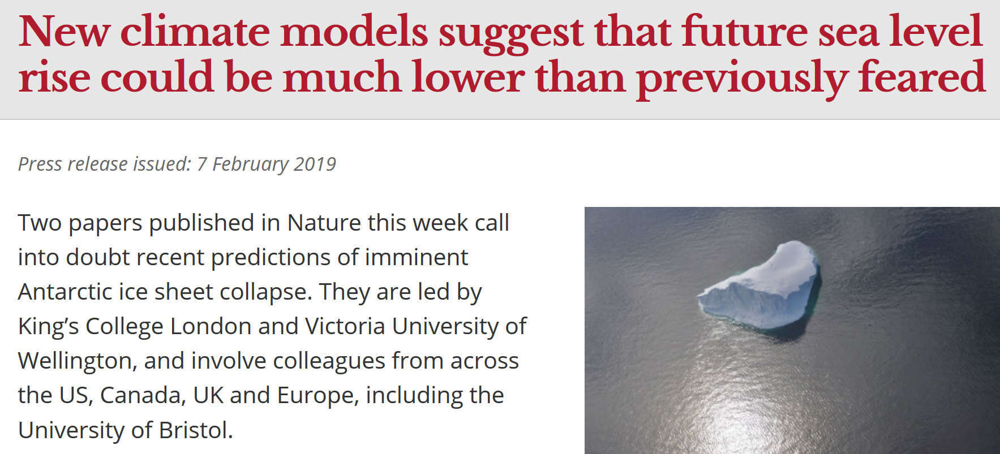 New climate models suggest that future sea level
rise could be much lower than previously feared
Press release issued: 7 February 2019
Two papers published in Nature this week call
into doubt recent predictions of imminent
Antarctic ice sheet collapse. They are led by
King’s College London and Victoria University of
Wellington, and involve colleagues from across
the US, Canada, UK and Europe, including the
University of Bristol.